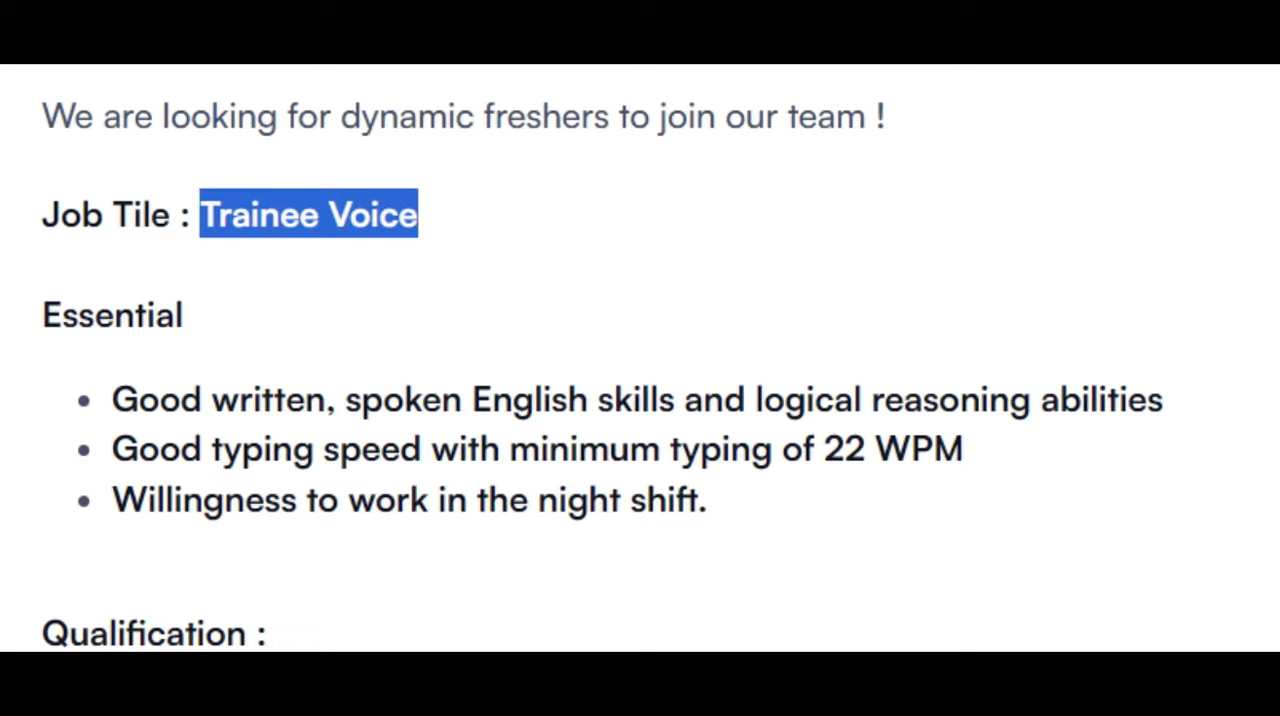 We are looking for dynamic freshers to join our team !
Job Tile : Trainee Voice
Essential
• Good written, spoken English skills and logical reasoning abilities
• Good typing speed with minimum typing of 22 WPM
• Willingness to work in the night shift.
Qualification :